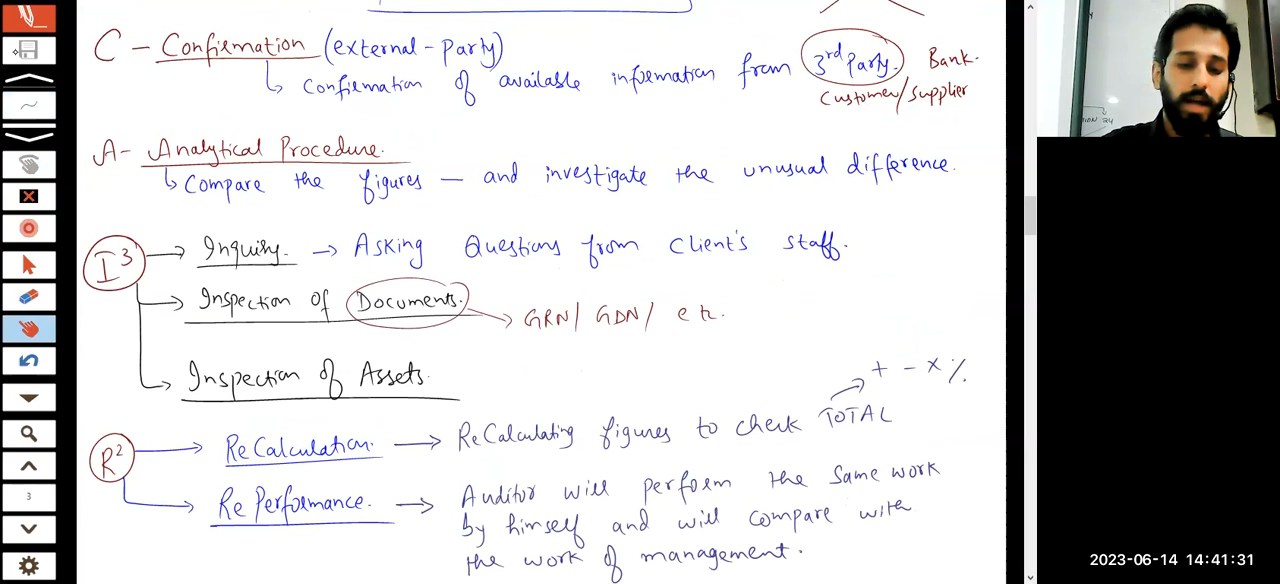 C - Confirmation (external-party)
↳ Confirmation of available information from 3rd Party. Bank.
Customer/Supplier
A- Analytical Procedure.
↳ Compare the figures — and investigate the unusual difference.
I³ → Inquiry. → Asking Questions from Client's staff.
→ Inspection of Documents. → GRN/ GDN/ etc.
→ Inspection of Assets.
+ - × %
R² → ReCalculation. → ReCalculating figures to check TOTAL
→ RePerformance. → Auditor will perform the same work
by himself and will compare with
the work of management.
3
2023-06-14 14:41:31